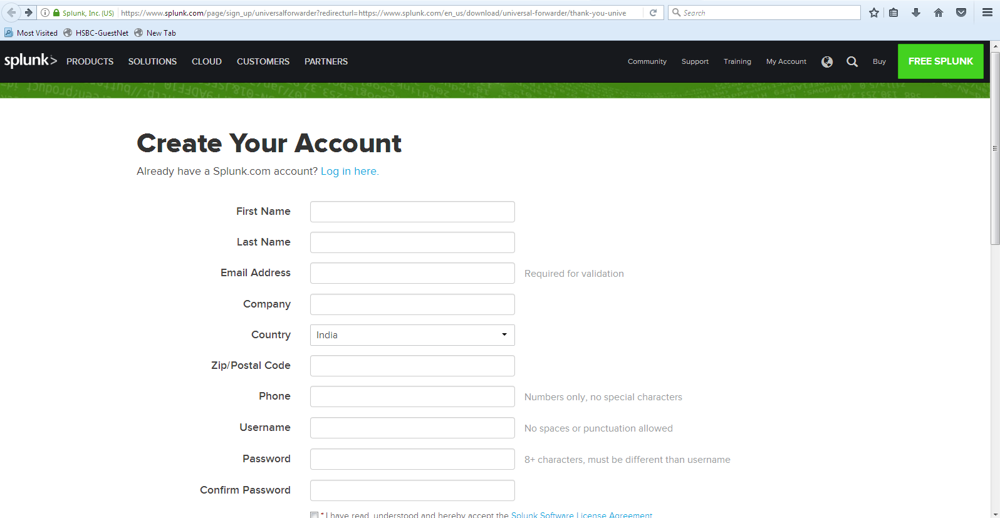 Splunk, Inc. (US) https://www.splunk.com/page/sign_up/universalforwarder?redirecturl=https://www.splunk.com/en_us/download/universal-forwarder/thank-you-unive Search
Most Visited HSBC-GuestNet New Tab
splunk> PRODUCTS SOLUTIONS CLOUD CUSTOMERS PARTNERS Community Support Training My Account Buy FREE SPLUNK
Create Your Account
Already have a Splunk.com account? Log in here.
First Name
Last Name
Email Address Required for validation
Company
Country India
Zip/Postal Code
Phone Numbers only, no special characters
Username No spaces or punctuation allowed
Password 8+ characters, must be different than username
Confirm Password
* I have read, understood and hereby accept the Splunk Software License Agreement